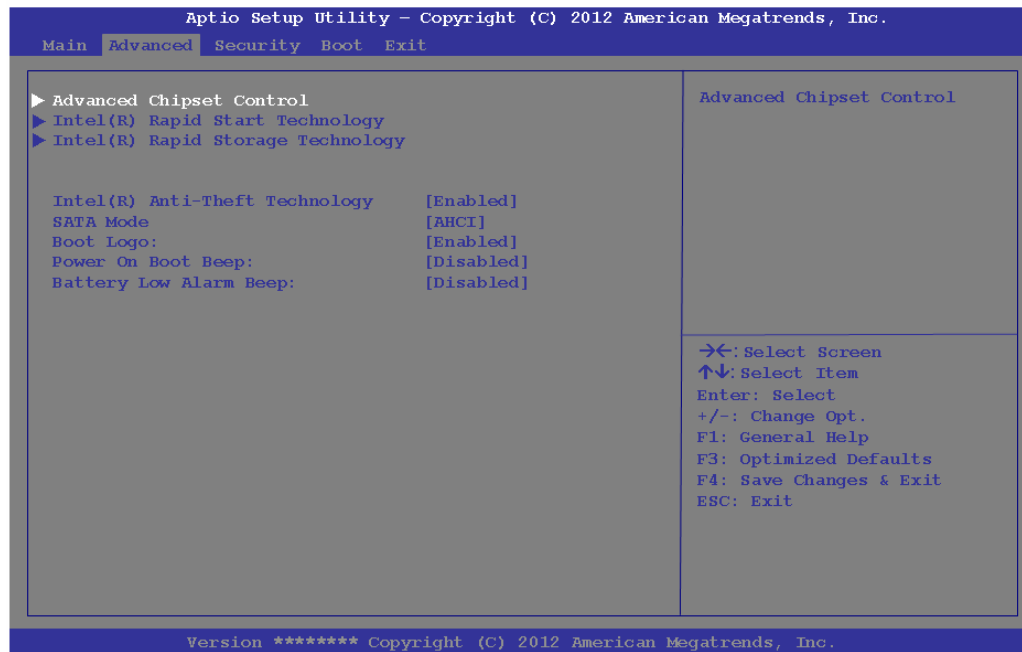 Aptio Setup Utility – Copyright (C) 2012 American Megatrends, Inc.
Main Advanced Security Boot Exit
▶ Advanced Chipset Control
▶ Intel(R) Rapid Start Technology
▶ Intel(R) Rapid Storage Technology
Intel(R) Anti-Theft Technology [Enabled]
SATA Mode [AHCI]
Boot Logo: [Enabled]
Power On Boot Beep: [Disabled]
Battery Low Alarm Beep: [Disabled]
Advanced Chipset Control
→←: Select Screen
↑↓: Select Item
Enter: Select
+/-: Change Opt.
F1: General Help
F3: Optimized Defaults
F4: Save Changes & Exit
ESC: Exit
Version ******** Copyright (C) 2012 American Megatrends, Inc.